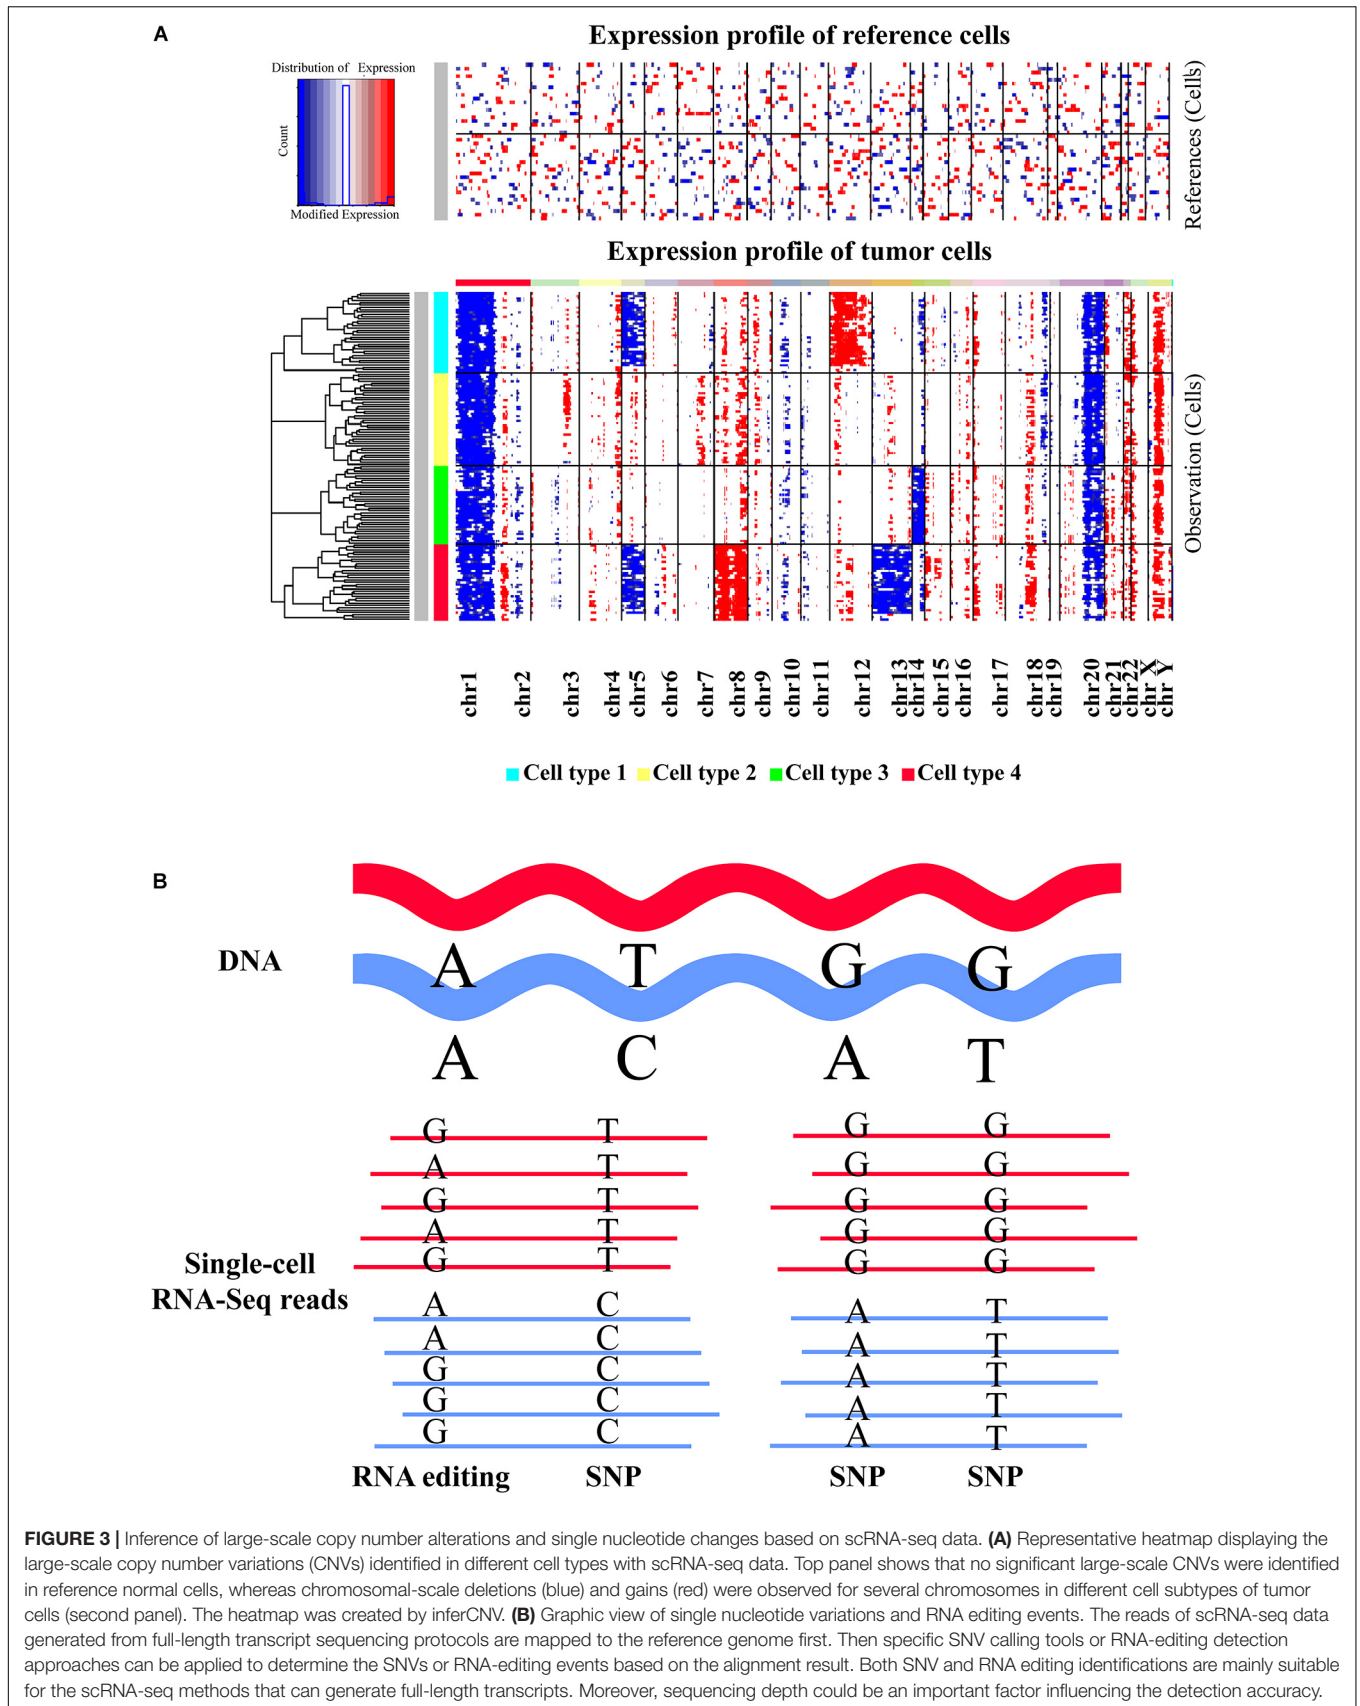 A
Expression profile of reference cells
Distribution of Expression
Count
Modified Expression
References (Cells)
Expression profile of tumor cells
Observation (Cells)
chr1 chr2 chr3 chr4 chr5 chr6 chr7 chr8 chr9 chr10 chr11 chr12 chr13 chr14 chr15 chr16 chr17 chr18 chr19 chr20 chr21 chr22 chr X chr Y
Cell type 1 Cell type 2 Cell type 3 Cell type 4
B
DNA
A T G G
A C A T
G T G G
A T G G
G T G G
A T G G
G T G G
Single-cell
RNA-Seq reads
A C A T
A C A T
G C A T
G C A T
G C A T
RNA editing SNP SNP SNP
FIGURE 3 | Inference of large-scale copy number alterations and single nucleotide changes based on scRNA-seq data. (A) Representative heatmap displaying the
large-scale copy number variations (CNVs) identified in different cell types with scRNA-seq data. Top panel shows that no significant large-scale CNVs were identified
in reference normal cells, whereas chromosomal-scale deletions (blue) and gains (red) were observed for several chromosomes in different cell subtypes of tumor
cells (second panel). The heatmap was created by inferCNV. (B) Graphic view of single nucleotide variations and RNA editing events. The reads of scRNA-seq data
generated from full-length transcript sequencing protocols are mapped to the reference genome first. Then specific SNV calling tools or RNA-editing detection
approaches can be applied to determine the SNVs or RNA-editing events based on the alignment result. Both SNV and RNA editing identifications are mainly suitable
for the scRNA-seq methods that can generate full-length transcripts. Moreover, sequencing depth could be an important factor influencing the detection accuracy.